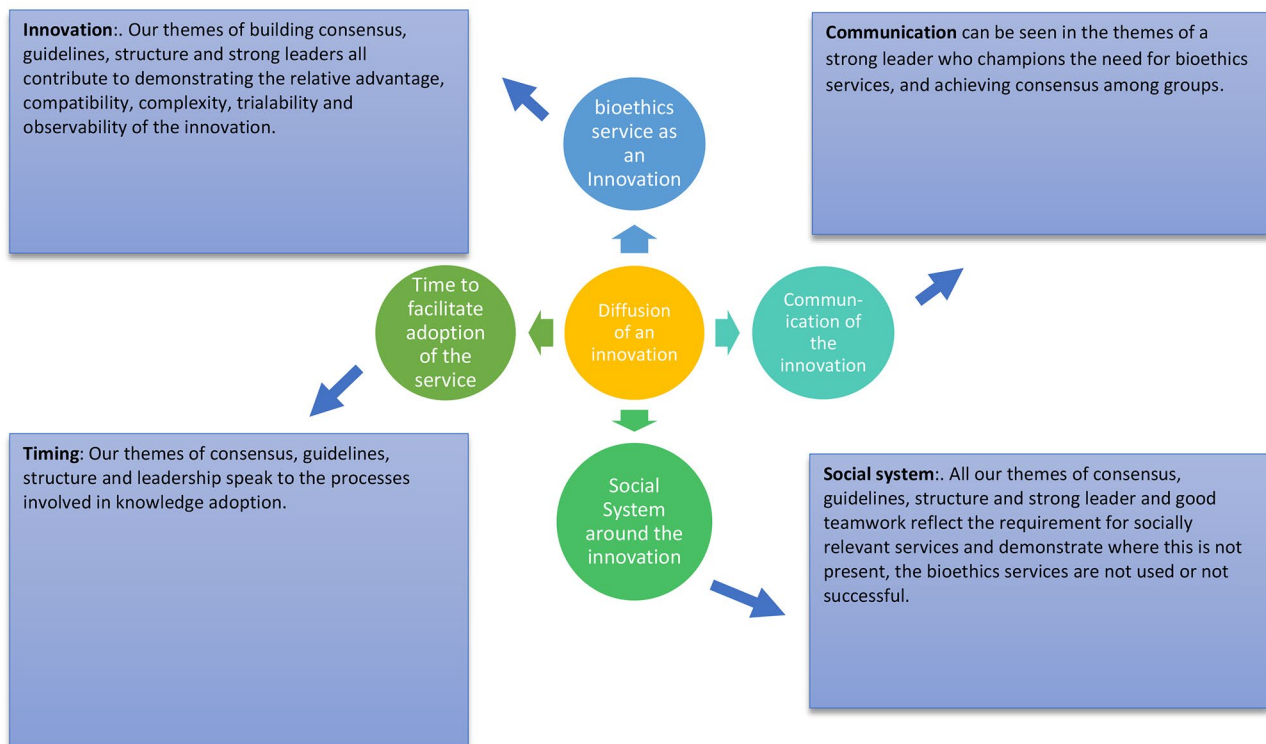 Innovation:. Our themes of building consensus,
guidelines, structure and strong leaders all
contribute to demonstrating the relative advantage,
compatibility, complexity, trialability and
observability of the innovation.
Communication can be seen in the themes of a
strong leader who champions the need for bioethics
services, and achieving consensus among groups.
bioethics
service as
an
Innovation
Time to
facilitate
adoption
of the
service
Diffusion
of an
innovation
Commun-
ication of
the
innovation
Social
System
around the
innovation
Timing: Our themes of consensus, guidelines,
structure and leadership speak to the processes
involved in knowledge adoption.
Social system:. All our themes of consensus,
guidelines, structure and strong leader and good
teamwork reflect the requirement for socially
relevant services and demonstrate where this is not
present, the bioethics services are not used or not
successful.